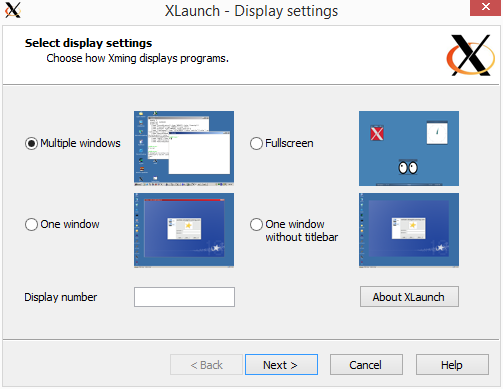 XLaunch - Display settings
Select display settings
Choose how Xming displays programs.
Multiple windows
Fullscreen
One window
One window
without titlebar
Display number
About XLaunch
< Back
Next >
Cancel
Help